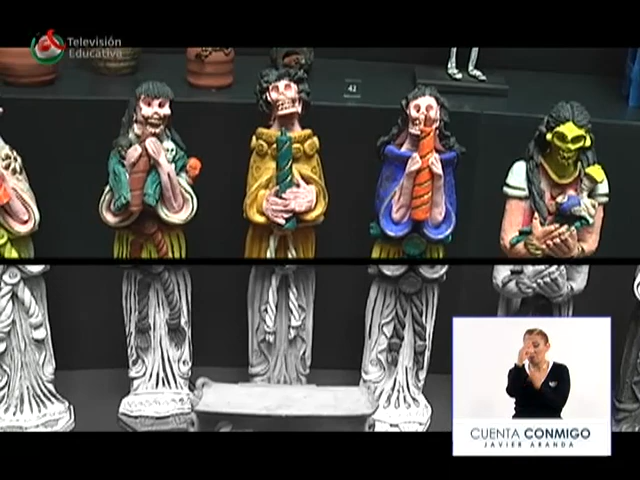 Televisión
Educativa
42
CUENTA CONMIGO
JAVIER ARANDA